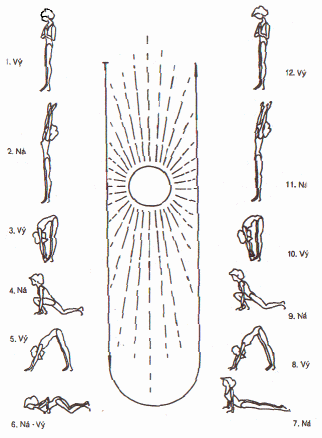 1. Vý
2. Ná
3. Vý
4. Ná
5. Vý
6. Ná - Vý
7. Ná
8. Vý
9. Ná
10. Vý
11. Ná
12. Vý